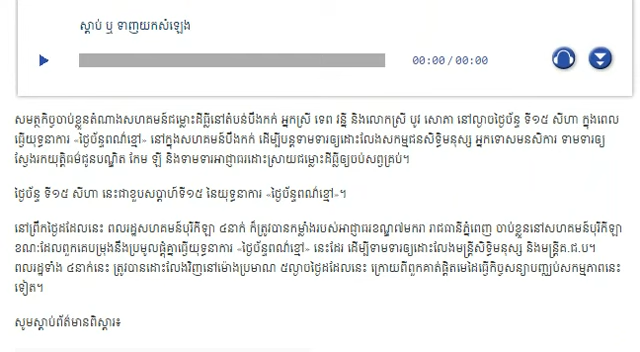 ស្ដាប់ ឬ ទាញយកសំឡេង
00:00 / 00:00
សមត្ថកិច្ចចាប់ខ្លួនតំណាងសហគមន៍ជម្លោះដីធ្លីនៅតំបន់បឹងកក់ អ្នកស្រី ទេព វន្នី និងលោកស្រី បូវ សោភា នៅល្ងាចថ្ងៃច័ន្ទ ទី១៥ សីហា ក្នុងពេល
ធ្វើយុទ្ធនាការ «ថ្ងៃច័ន្ទពណ៌ខ្មៅ» នៅក្នុងសហគមន៍បឹងកក់ ដើម្បីបន្តទាមទារឲ្យដោះលែងសកម្មជនសិទ្ធិមនុស្ស អ្នកទោសមនសិការ ទាមទារឲ្យ
ស្វែងរកយុត្តិធម៌ជូនបណ្ឌិត កែម ឡី និងទាមទារអាជ្ញាធរដោះស្រាយជម្លោះដីធ្លីឲ្យចប់សព្វគ្រប់។
ថ្ងៃច័ន្ទ ទី១៥ សីហា នេះជាខួបសប្ដាហ៍ទី១៥ នៃយុទ្ធនាការ «ថ្ងៃច័ន្ទពណ៌ខ្មៅ»។
នៅព្រឹកថ្ងៃដដែលនេះ ពលរដ្ឋសហគមន៍បុរីកីឡា ៤នាក់ ក៏ត្រូវបានកម្លាំងរបស់អាជ្ញាធរខណ្ឌ៧មករា រាជធានីភ្នំពេញ ចាប់ខ្លួននៅសហគមន៍បុរីកីឡា
ខណៈដែលពួកគេបម្រុងនឹងប្រមូលផ្ដុំគ្នាធ្វើយុទ្ធនាការ «ថ្ងៃច័ន្ទពណ៌ខ្មៅ» នេះដែរ ដើម្បីទាមទារឲ្យដោះលែងមន្ត្រីសិទ្ធិមនុស្ស និងមន្ត្រីគ.ជ.ប។
ពលរដ្ឋទាំង ៤នាក់នេះ ត្រូវបានដោះលែងវិញនៅម៉ោងប្រមាណ ៥ល្ងាចថ្ងៃដដែលនេះ ក្រោយពីពួកគាត់ផ្ដិតមេដៃធ្វើកិច្ចសន្យាបញ្ឈប់សកម្មភាពនេះ
ទៀត។
សូមស្ដាប់ព័ត៌មានពិស្ដារ៖